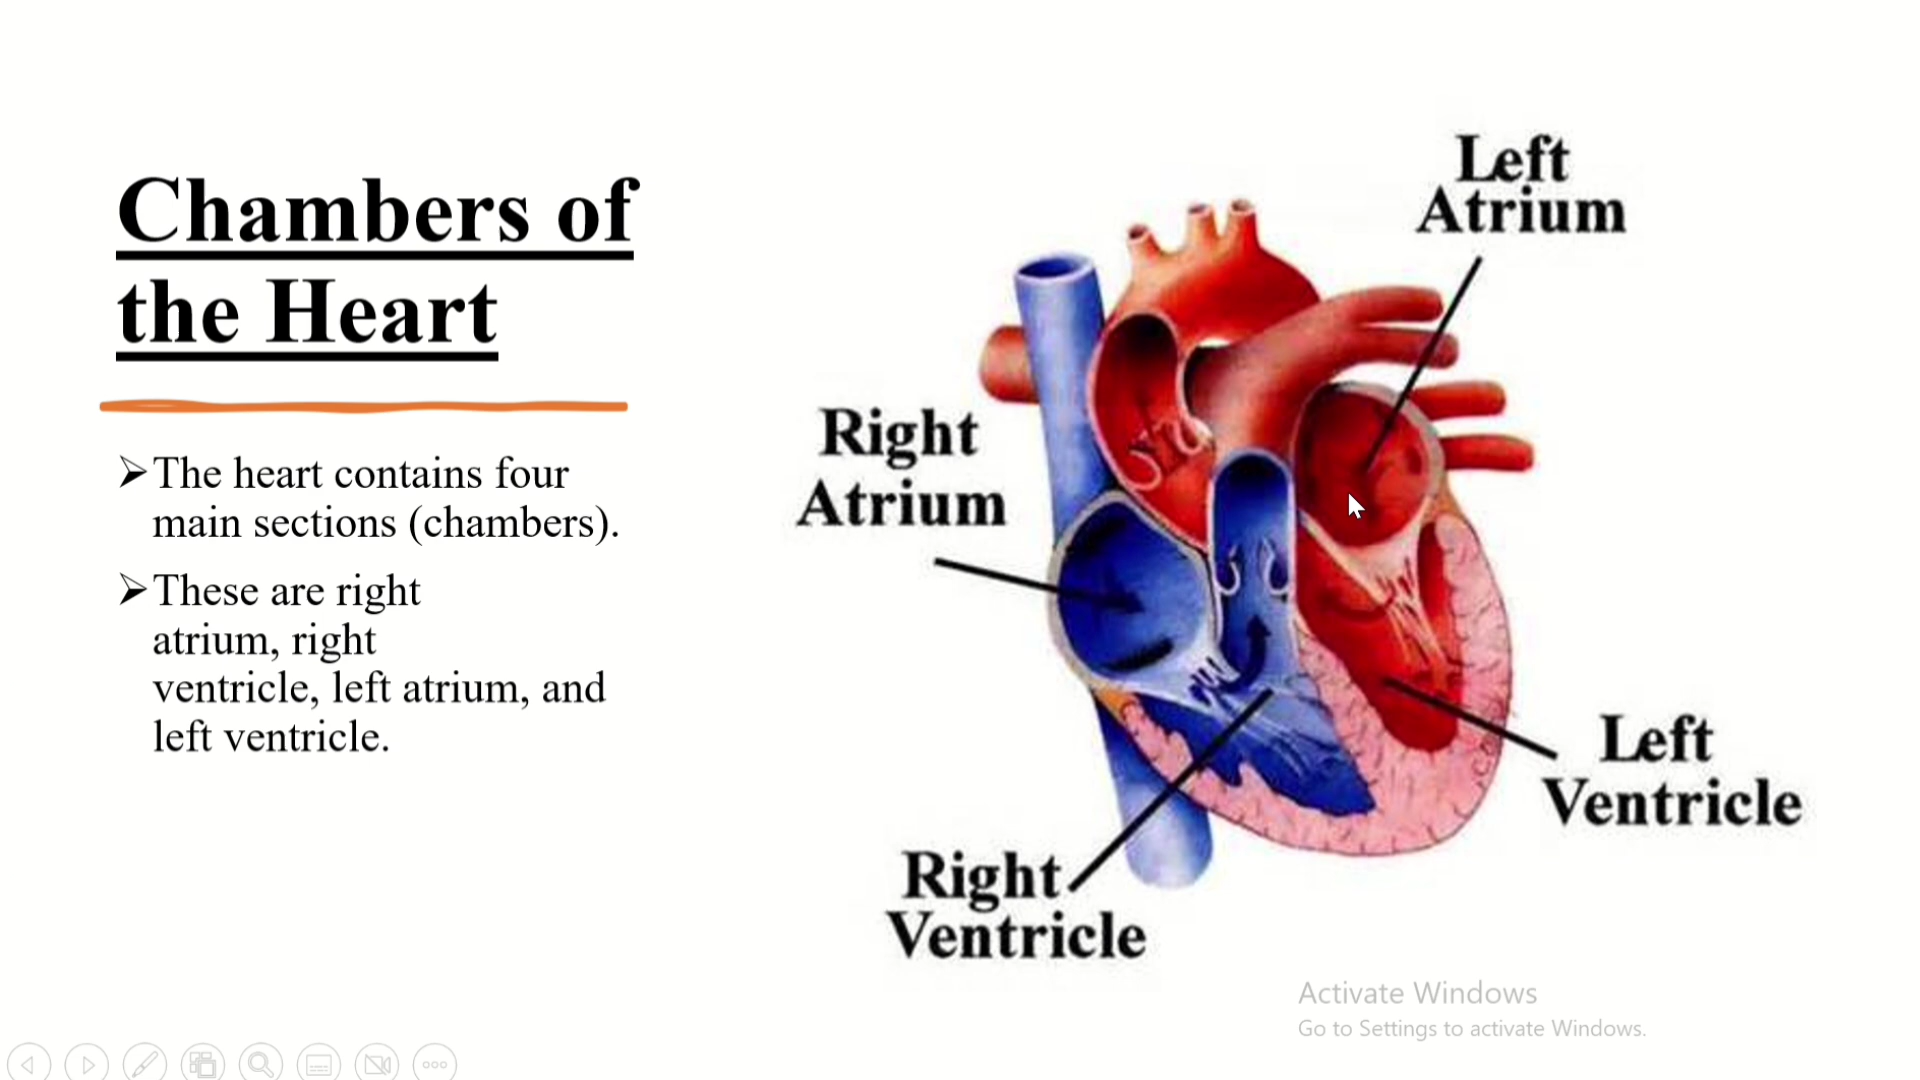 Chambers of
the Heart
➢The heart contains four
main sections (chambers).
➢These are right
atrium, right
ventricle, left atrium, and
left ventricle.
Left
Atrium
Right
Atrium
Left
Ventricle
Right
Ventricle
Activate Windows
Go to Settings to activate Windows.